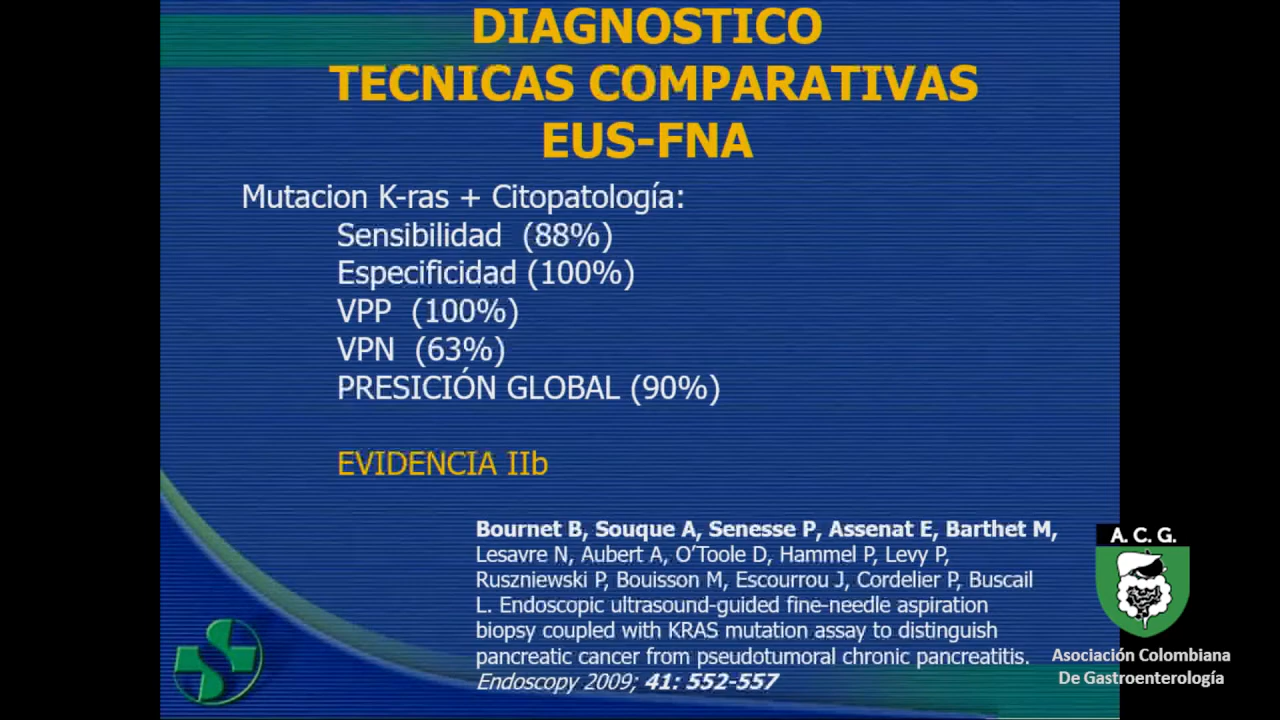 DIAGNOSTICO
TECNICAS COMPARATIVAS
EUS-FNA
Mutacion K-ras + Citopatología:
Sensibilidad (88%)
Especificidad (100%)
VPP (100%)
VPN (63%)
PRESICIÓN GLOBAL (90%)
EVIDENCIA IIb
Bournet B, Souque A, Senesse P, Assenat E, Barthet M,
Lesavre N, Aubert A, O'Toole D, Hammel P, Levy P,
Ruszniewski P, Bouisson M, Escourrou J, Cordelier P, Buscail
L. Endoscopic ultrasound-guided fine-needle aspiration
biopsy coupled with KRAS mutation assay to distinguish
pancreatic cancer from pseudotumoral chronic pancreatitis.
Endoscopy 2009; 41: 552-557
A. C. G.
Asociación Colombiana
De Gastroenterología